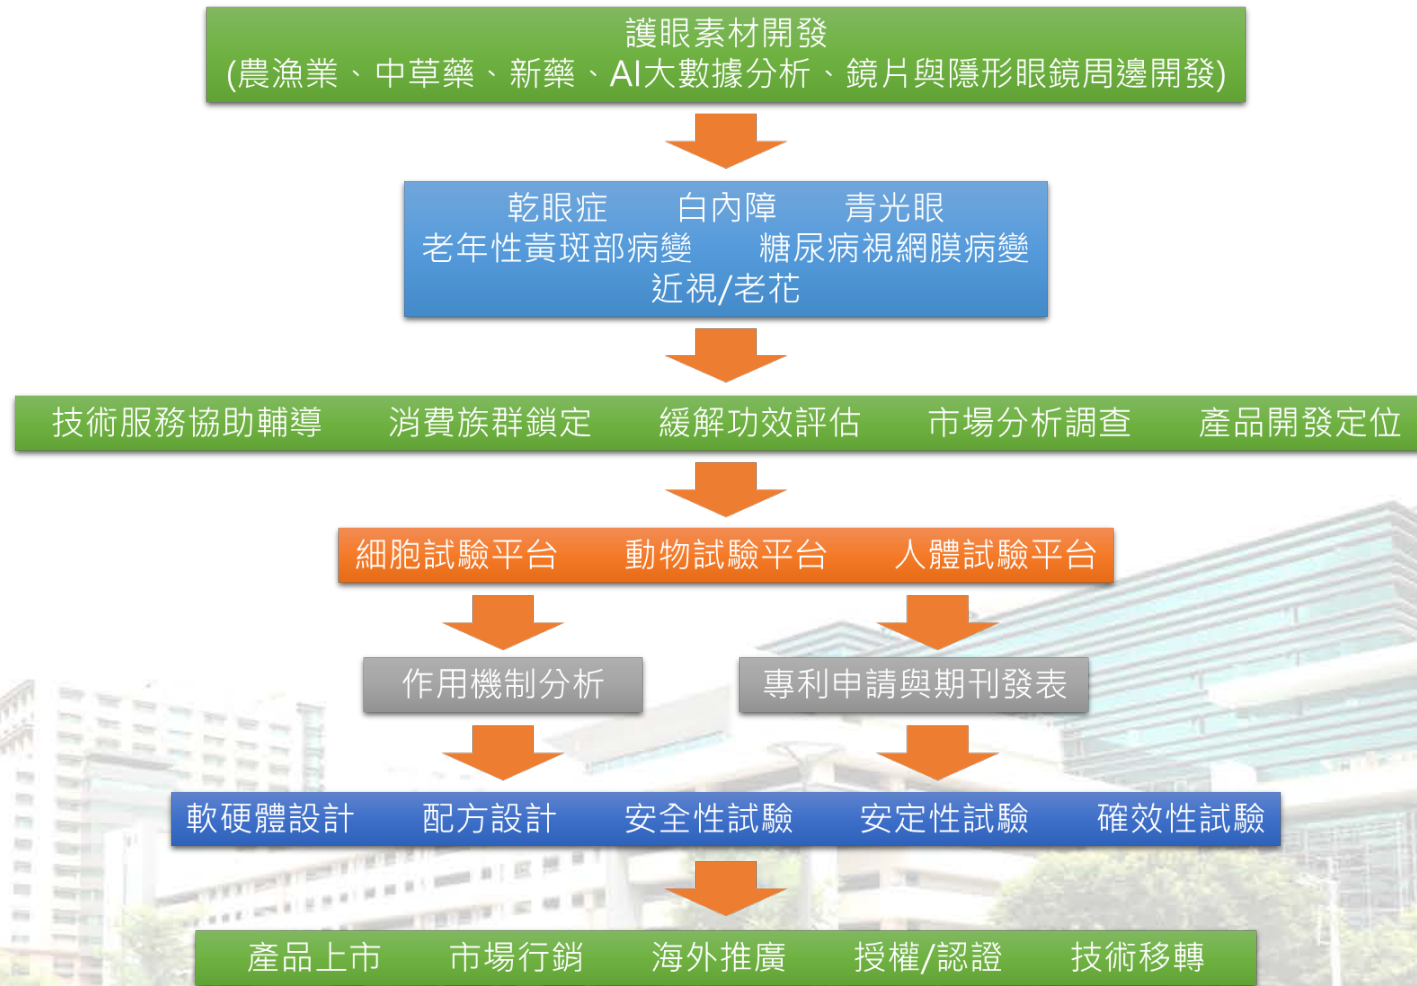 護眼素材開發
(農漁業、中草藥、新藥、AI大數據分析、鏡片與隱形眼鏡周邊開發)
乾眼症 白內障 青光眼
老年性黃斑部病變 糖尿病視網膜病變
近視/老花
技術服務協助輔導 消費族群鎖定 緩解功效評估 市場分析調查 產品開發定位
細胞試驗平台 動物試驗平台 人體試驗平台
作用機制分析 專利申請與期刊發表
軟硬體設計 配方設計 安全性試驗 安定性試驗 確效性試驗
產品上市 市場行銷 海外推廣 授權/認證 技術移轉